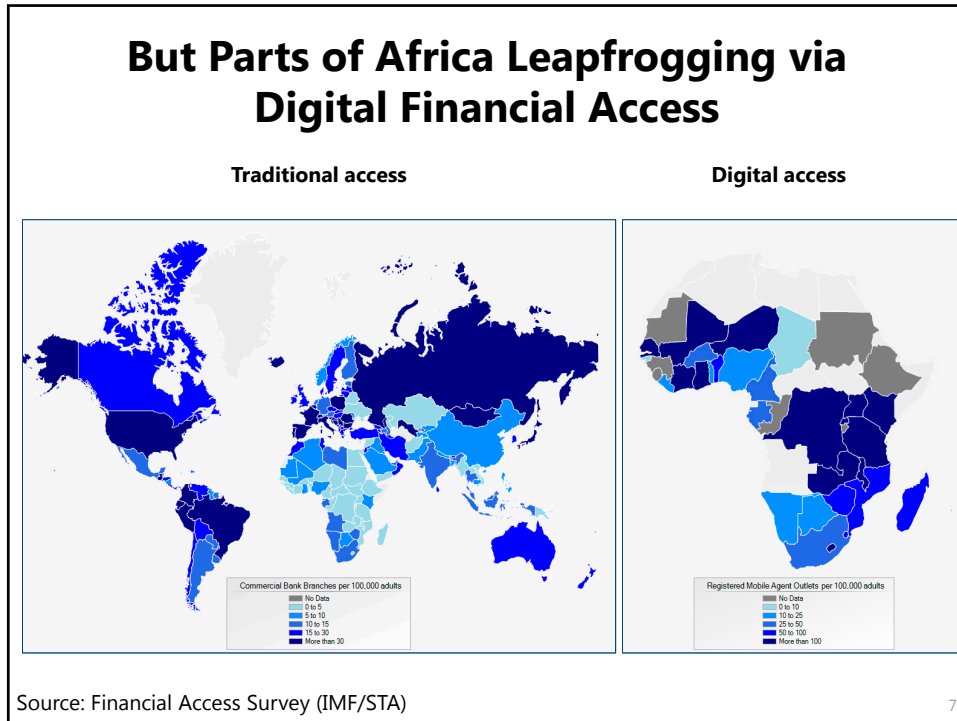 But Parts of Africa Leapfrogging via
Digital Financial Access
Traditional access
Digital access
Commercial Bank Branches per 100,000 adults
No Data
0 to 5
5 to 10
10 to 15
15 to 30
More than 30
Registered Mobile Agent Outlets per 100,000 adults
No Data
0 to 10
10 to 25
25 to 50
50 to 100
More than 100
Source: Financial Access Survey (IMF/STA)
7